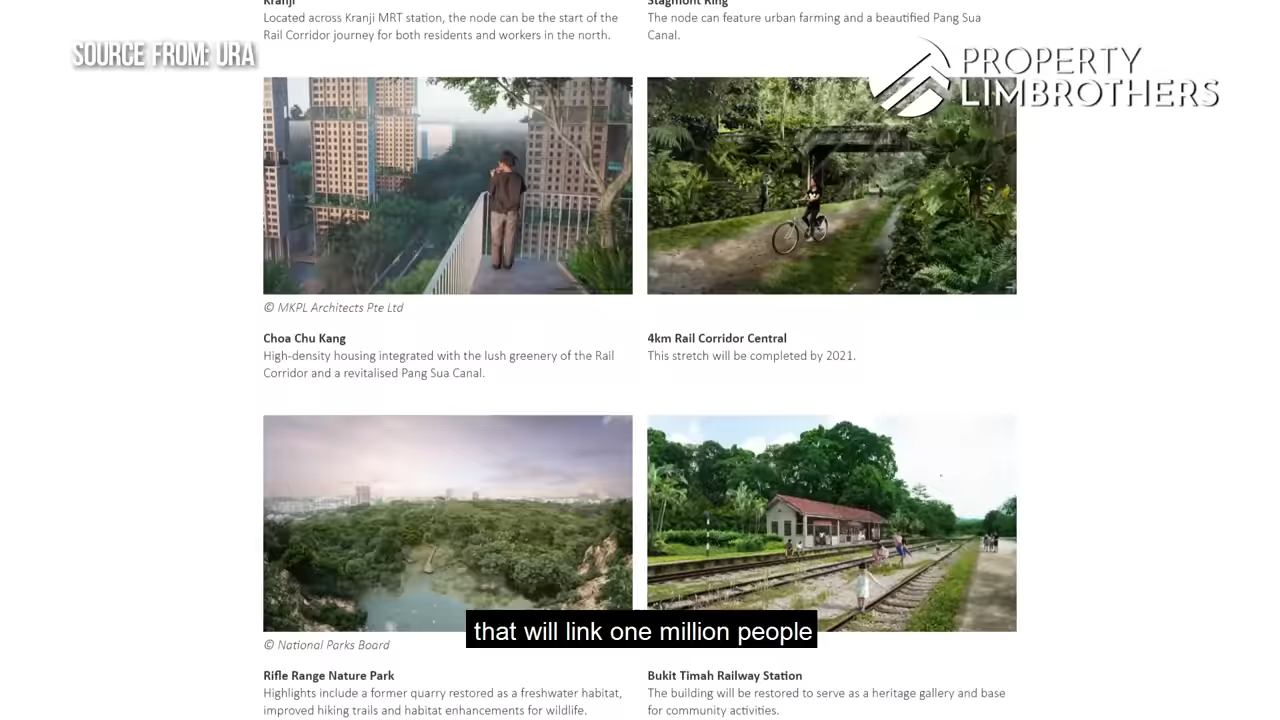 Kranji
Located across Kranji MRT station, the node can be the start of the
Rail Corridor journey for both residents and workers in the north.
Stagmont Ring
The node can feature urban farming and a beautified Pang Sua
Canal.
SOURCE FROM: URA
PROPERTY
LIMBROTHERS
© MKPL Architects Pte Ltd
Choa Chu Kang
High-density housing integrated with the lush greenery of the Rail
Corridor and a revitalised Pang Sua Canal.
4km Rail Corridor Central
This stretch will be completed by 2021.
that will link one million people
© National Parks Board
Rifle Range Nature Park
Highlights include a former quarry restored as a freshwater habitat,
improved hiking trails and habitat enhancements for wildlife.
Bukit Timah Railway Station
The building will be restored to serve as a heritage gallery and base
for community activities.